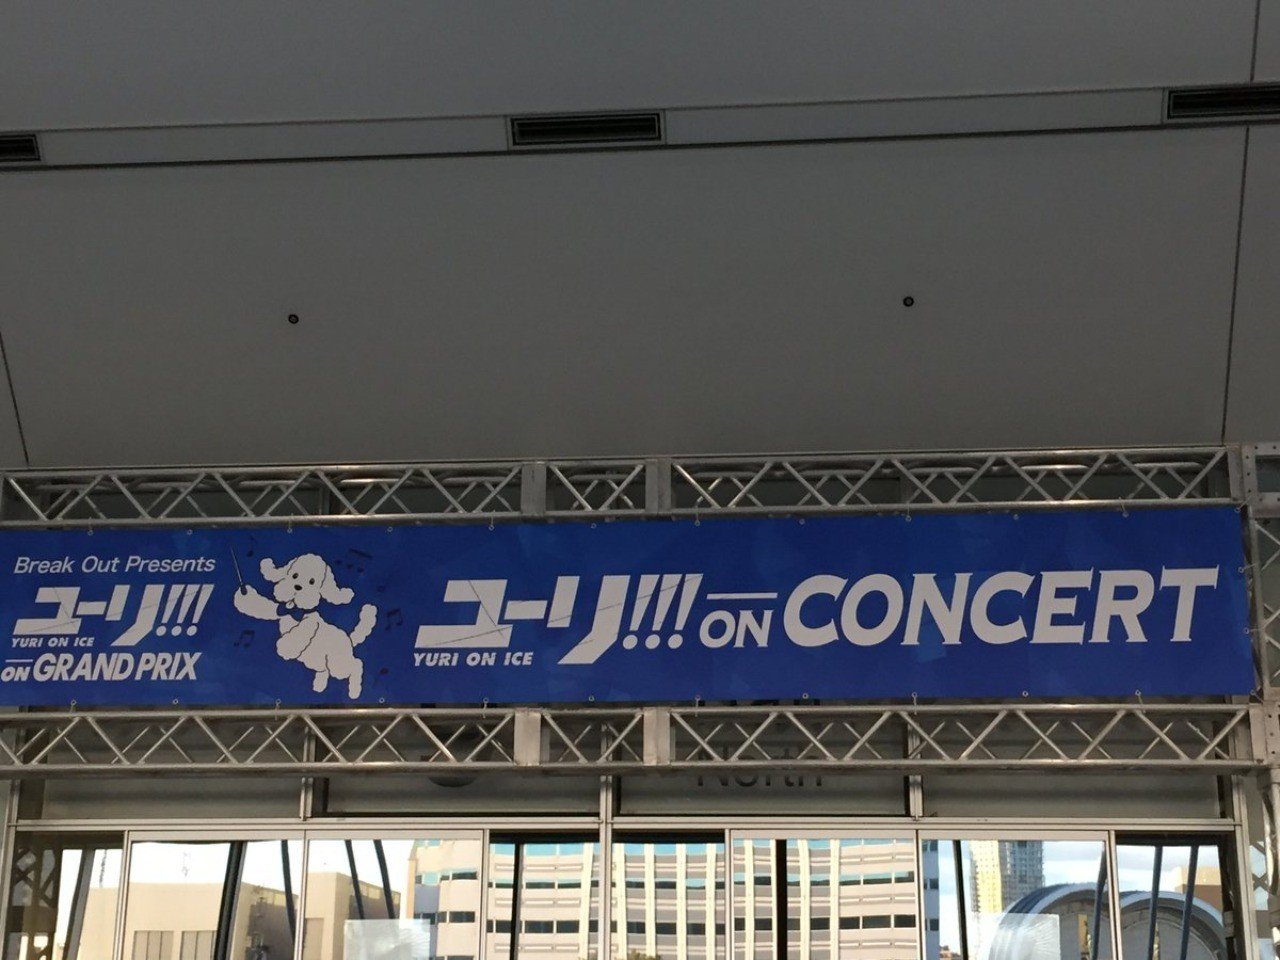 Break Out Presents
ユーリ!!!
YURI ON ICE
ON GRAND PRIX
ユーリ!!! ON CONCERT
YURI ON ICE
North